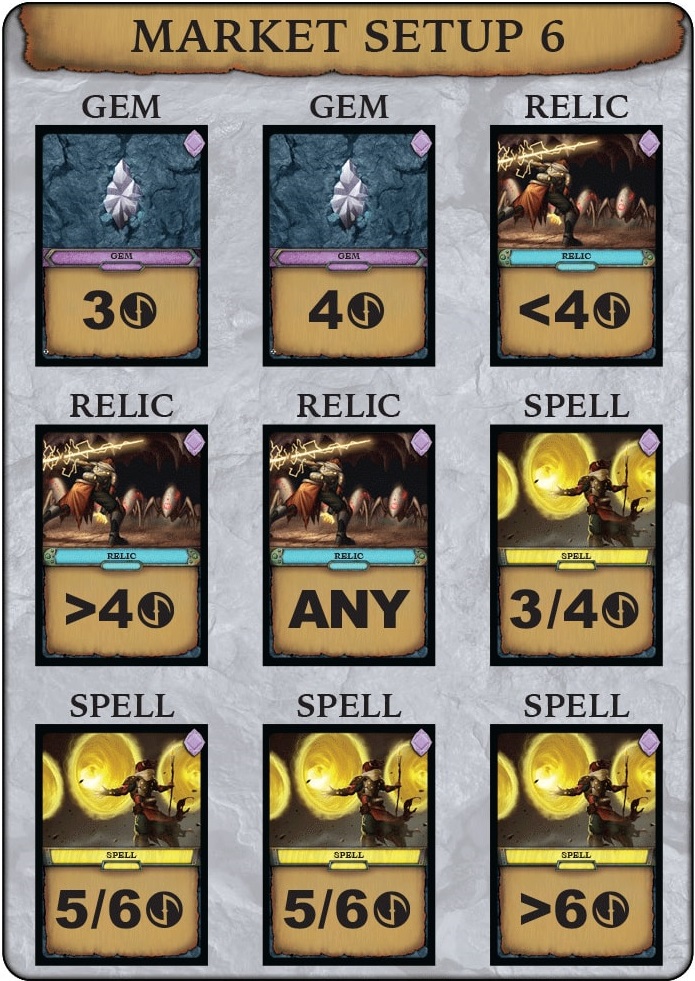 MARKET SETUP 6
GEM GEM RELIC
GEM GEM RELIC
3 4 <4
RELIC RELIC SPELL
RELIC RELIC SPELL
>4 ANY 3/4
SPELL SPELL SPELL
SPELL SPELL SPELL
5/6 5/6 >6